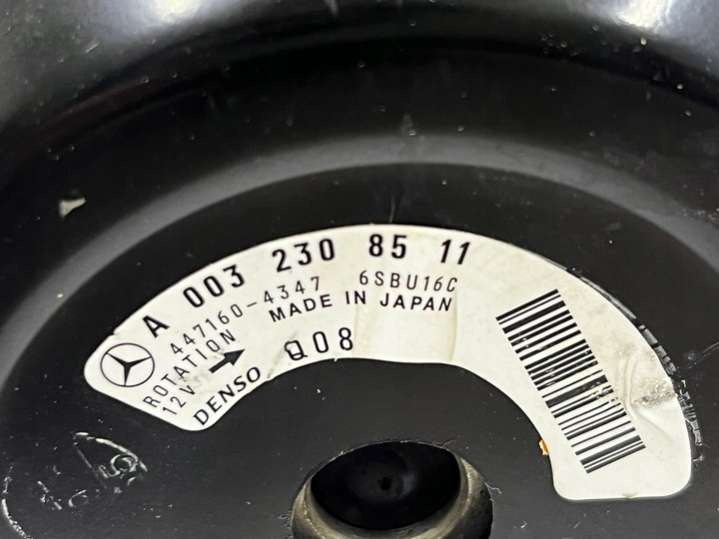 A 003 230 85 11
447160-4347 6SBU16C
ROTATION MADE IN JAPAN
12V
DENSO Q08